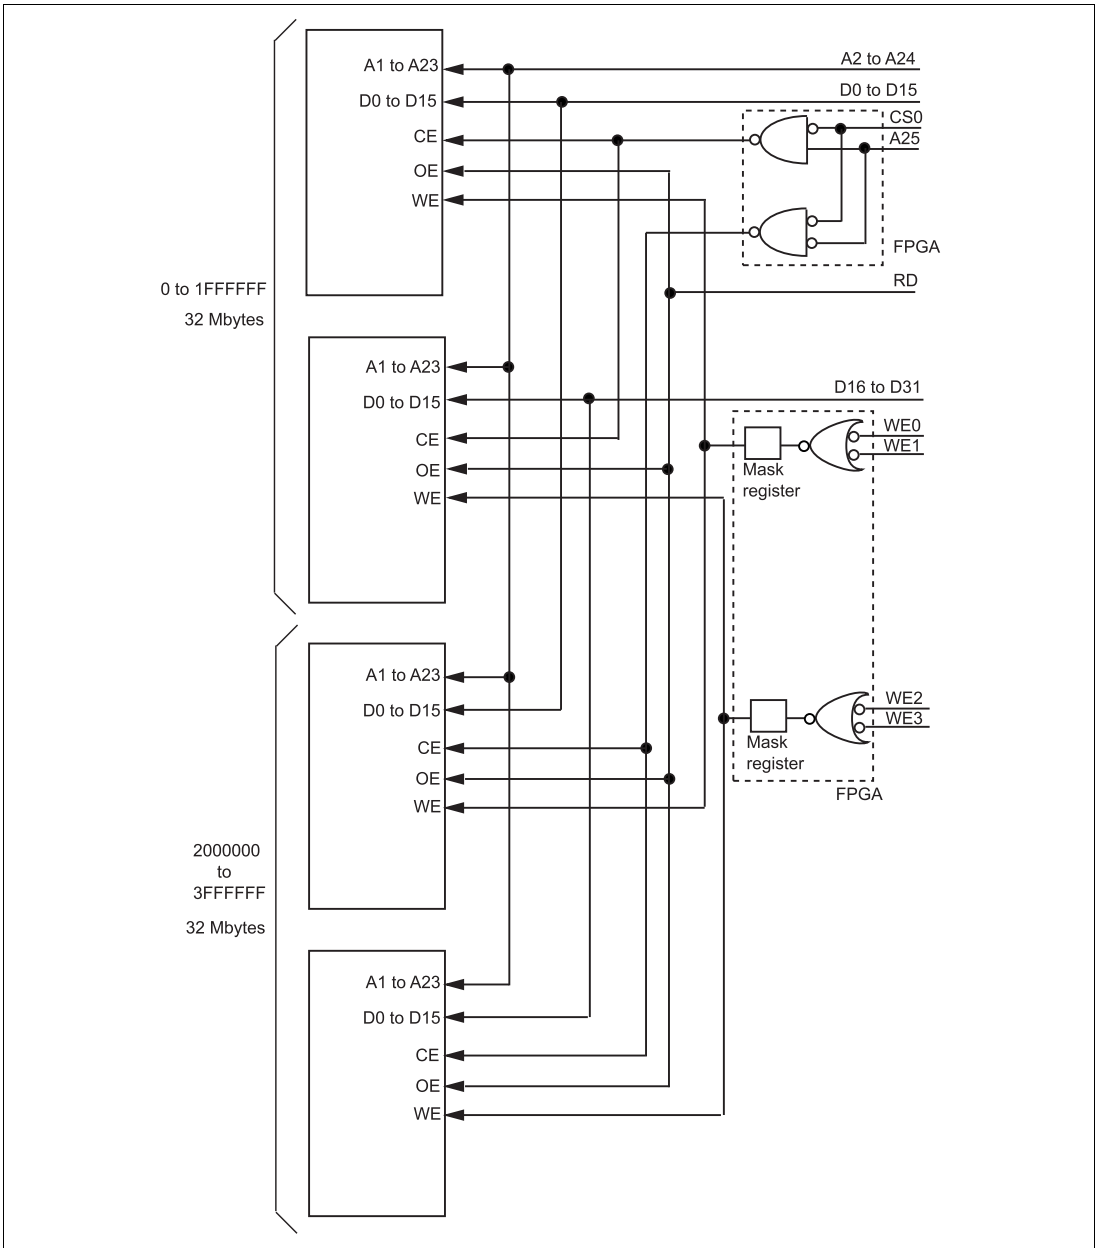 A1 to A23
D0 to D15
CE
OE
WE
A2 to A24
D0 to D15
CS0
A25
FPGA
RD
0 to 1FFFFFF
32 Mbytes
A1 to A23
D0 to D15
CE
OE
WE
D16 to D31
WE0
WE1
Mask
register
WE2
WE3
Mask
register
FPGA
A1 to A23
D0 to D15
CE
OE
WE
2000000
to
3FFFFFF
32 Mbytes
A1 to A23
D0 to D15
CE
OE
WE